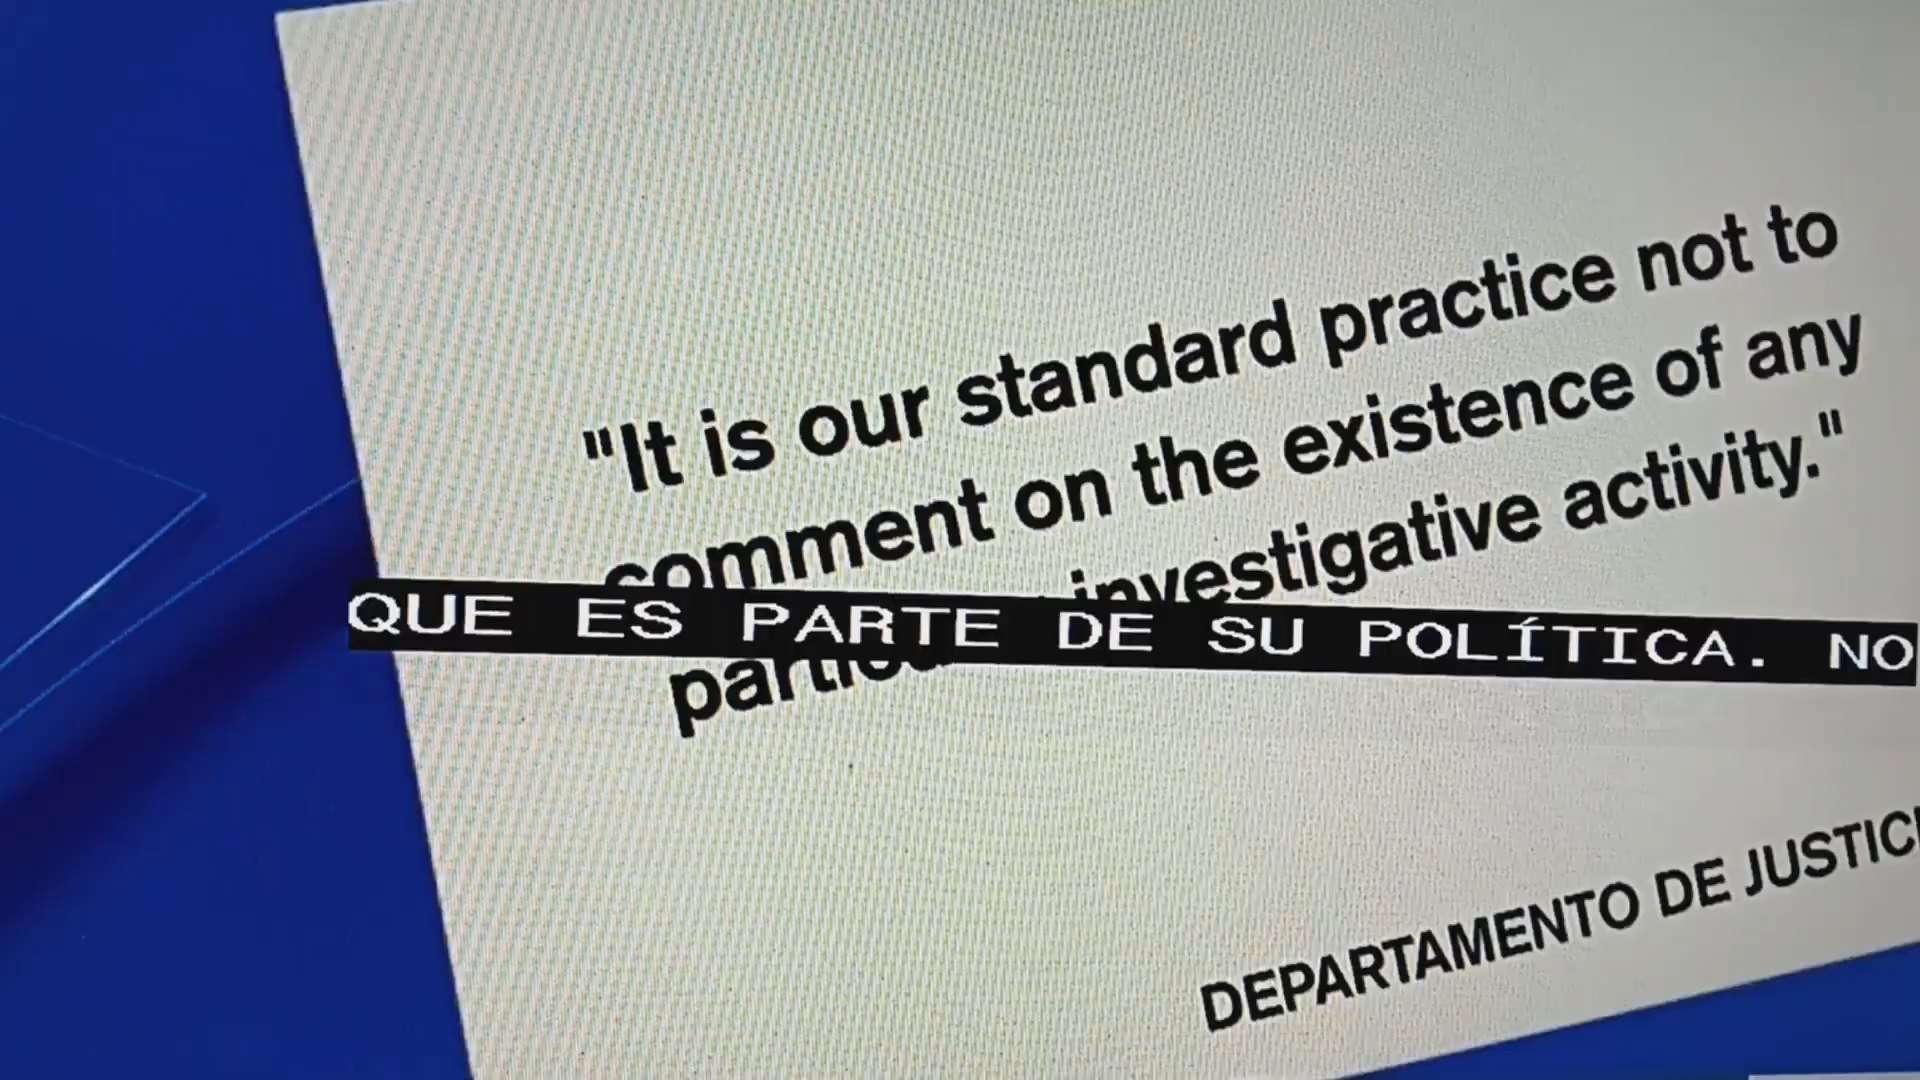 "It is our standard practice not to
comment on the existence of any
investigative activity."
QUE ES PARTE DE SU POLÍTICA. NO
DEPARTAMENTO DE